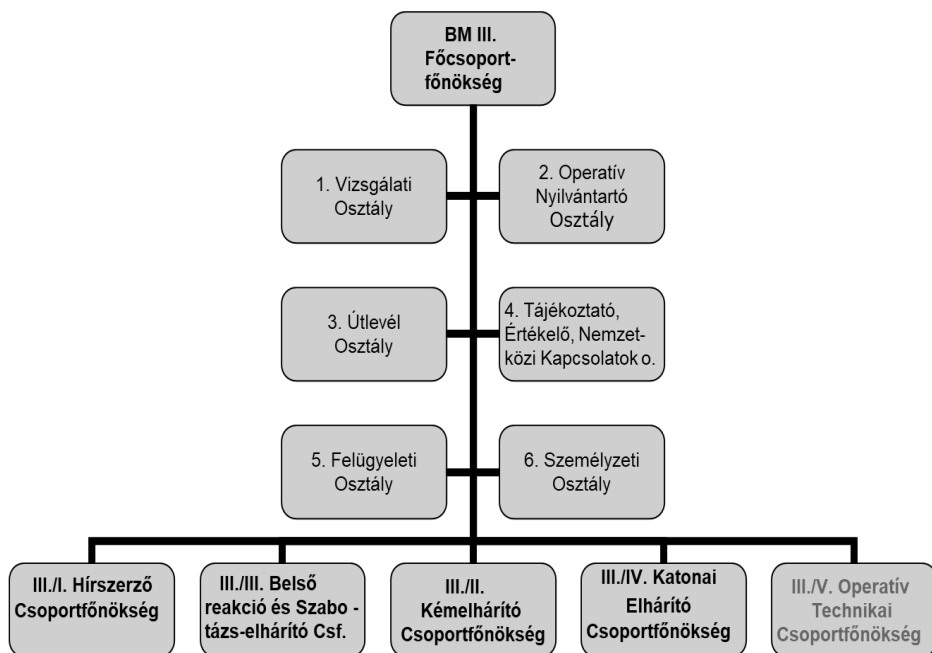 BM III.
Főcsoport-
főnökség
1. Vizsgálati
Osztály
2. Operatív
Nyilvántartó
Osztály
3. Útlevél
Osztály
4. Tájékoztató,
Értékelő, Nemzet-
közi Kapcsolatok o.
5. Felügyeleti
Osztály
6. Személyzeti
Osztály
III./I. Hírszerző
Csoportfőnökség
III./III. Belső
reakció és Szabo -
tázs-elhárító Csf.
III./II.
Kémelhárító
Csoportfőnökség
III./IV. Katonai
Elhárító
Csoportfőnökség
III./V. Operatív
Technikai
Csoportfőnökség